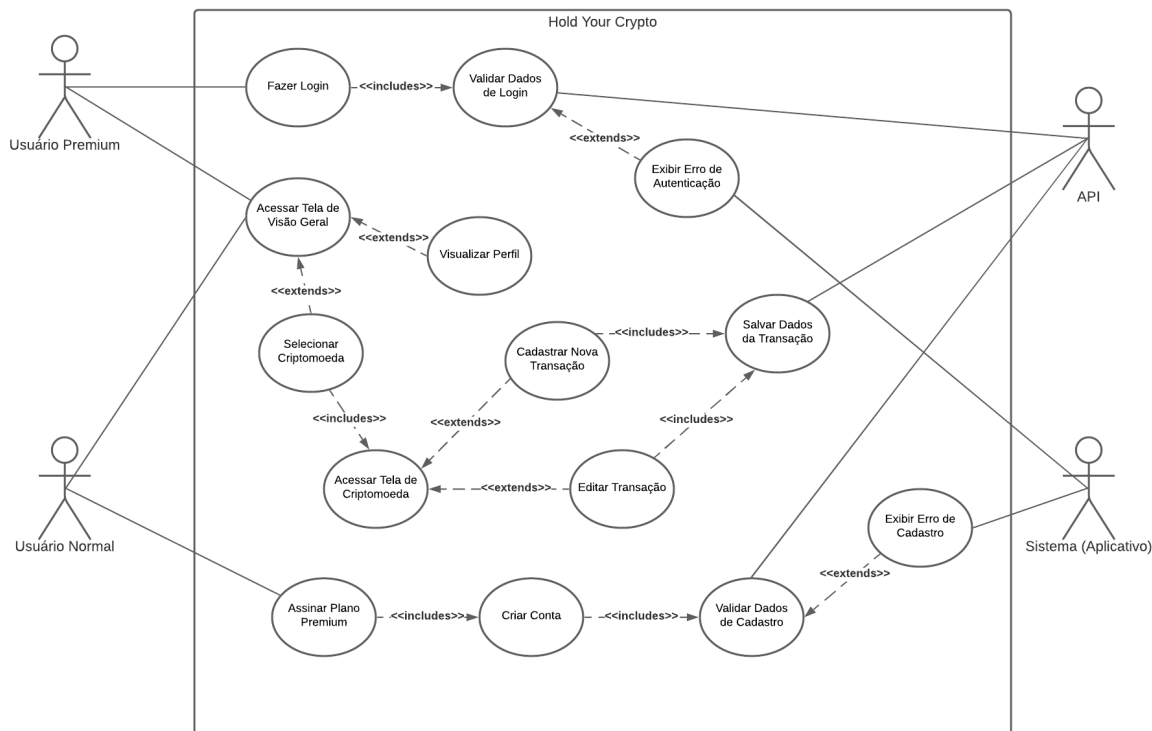 Hold Your Crypto
Fazer Login
<<includes>>
Validar Dados
de Login
Usuário Premium
<<extends>>
Exibir Erro de
Autenticação
API
Acessar Tela de
Visão Geral
<<extends>>
Visualizar Perfil
<<extends>>
Selecionar
Criptomoeda
Cadastrar Nova
Transação
<<includes>>
Salvar Dados
da Transação
<<includes>>
<<extends>>
<<includes>>
Acessar Tela de
Criptomoeda
<<extends>>
Editar Transação
Usuário Normal
Exibir Erro de
Cadastro
Sistema (Aplicativo)
<<extends>>
Assinar Plano
Premium
<<includes>>
Criar Conta
<<includes>>
Validar Dados
de Cadastro